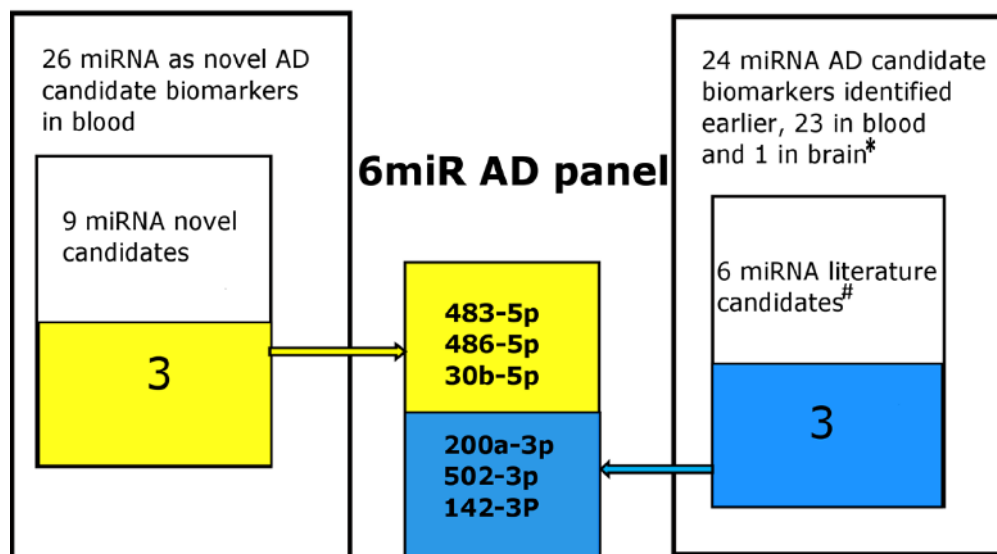 26 miRNA as novel AD
candidate biomarkers
in blood
9 miRNA novel
candidates
3
6miR AD panel
483-5p
486-5p
30b-5p
200a-3p
502-3p
142-3P
24 miRNA AD candidate
biomarkers identified
earlier, 23 in blood
and 1 in brain*
6 miRNA literature
candidates#
3